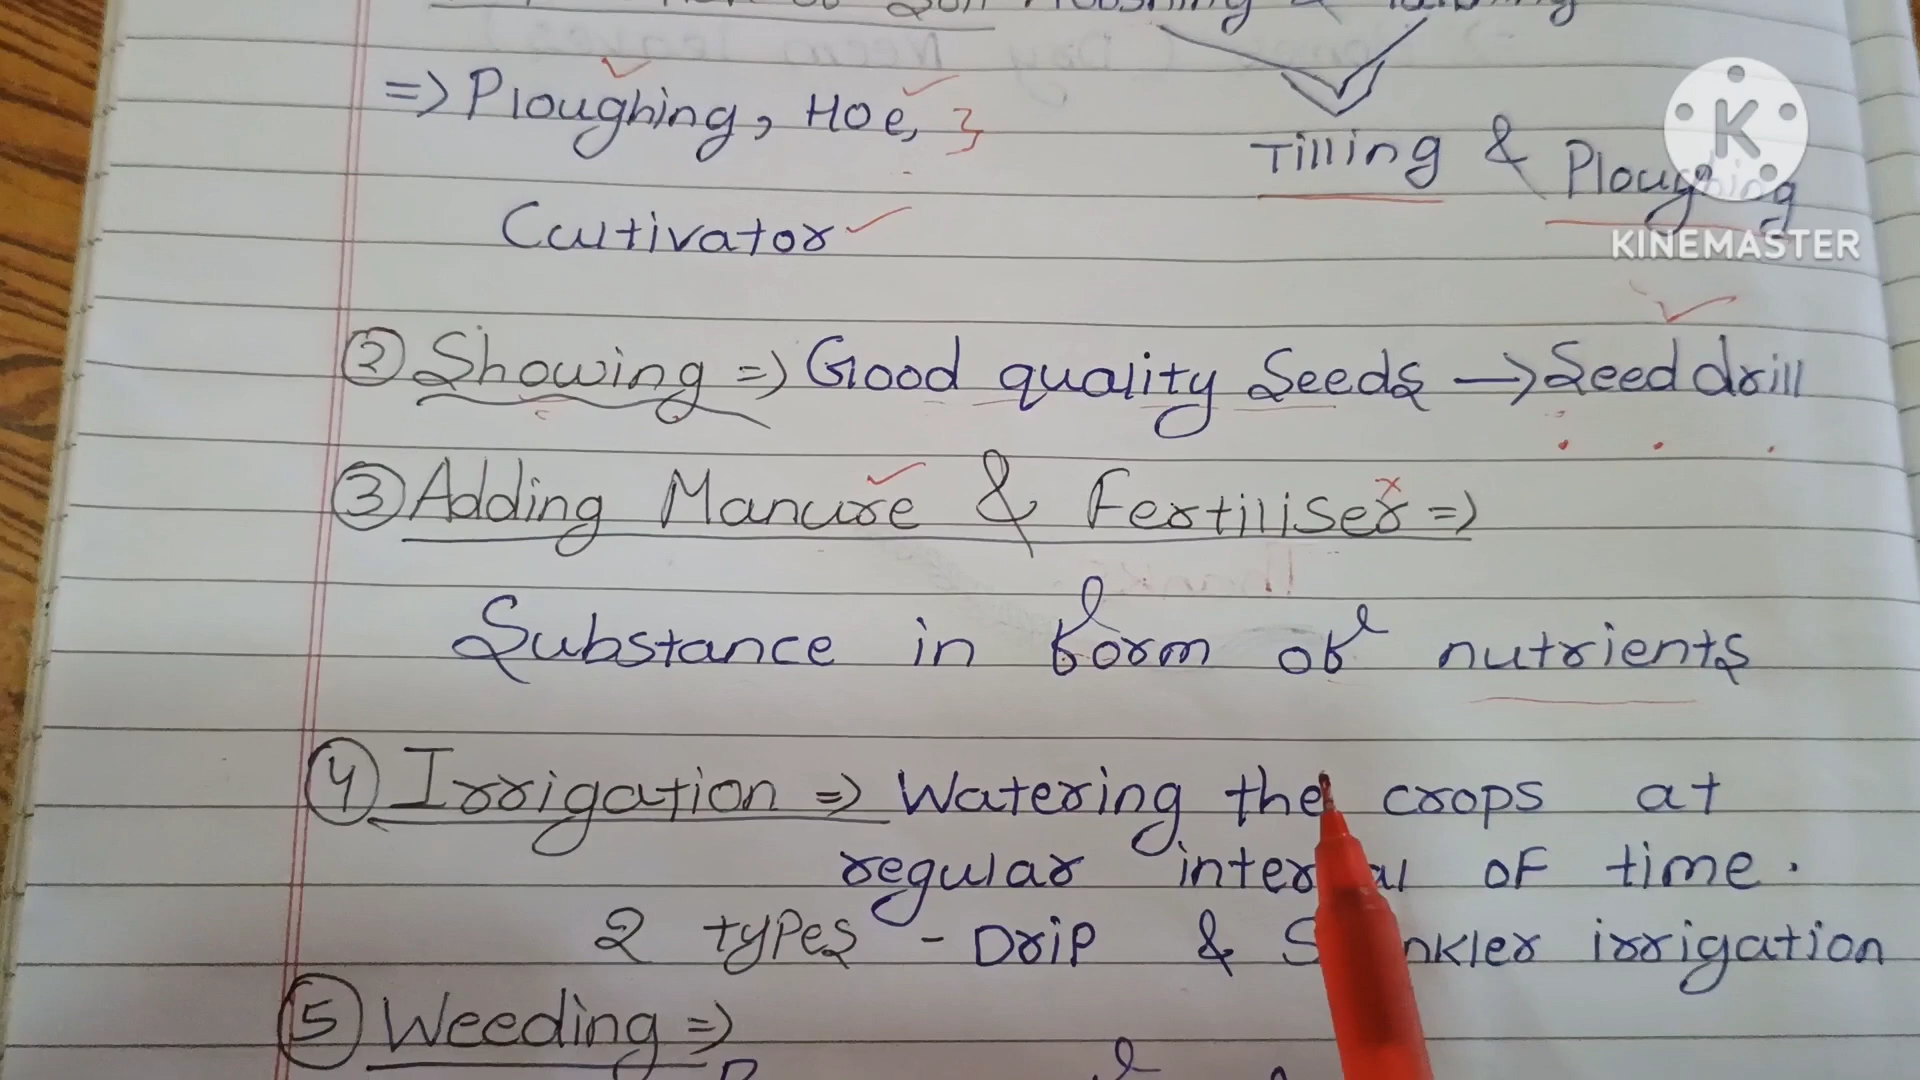 => Ploughing, Hoe,
Tilling & Ploughing
Cultivator
KINEMASTER
② Showing => Good quality Seeds → Seed drill
③ Adding Manure & Fertiliser =>
Substance in form of nutrients
④ Irrigation => Watering the crops at
regular interval of time.
2 types - Drip & Sprinkler irrigation
⑤ Weeding =>